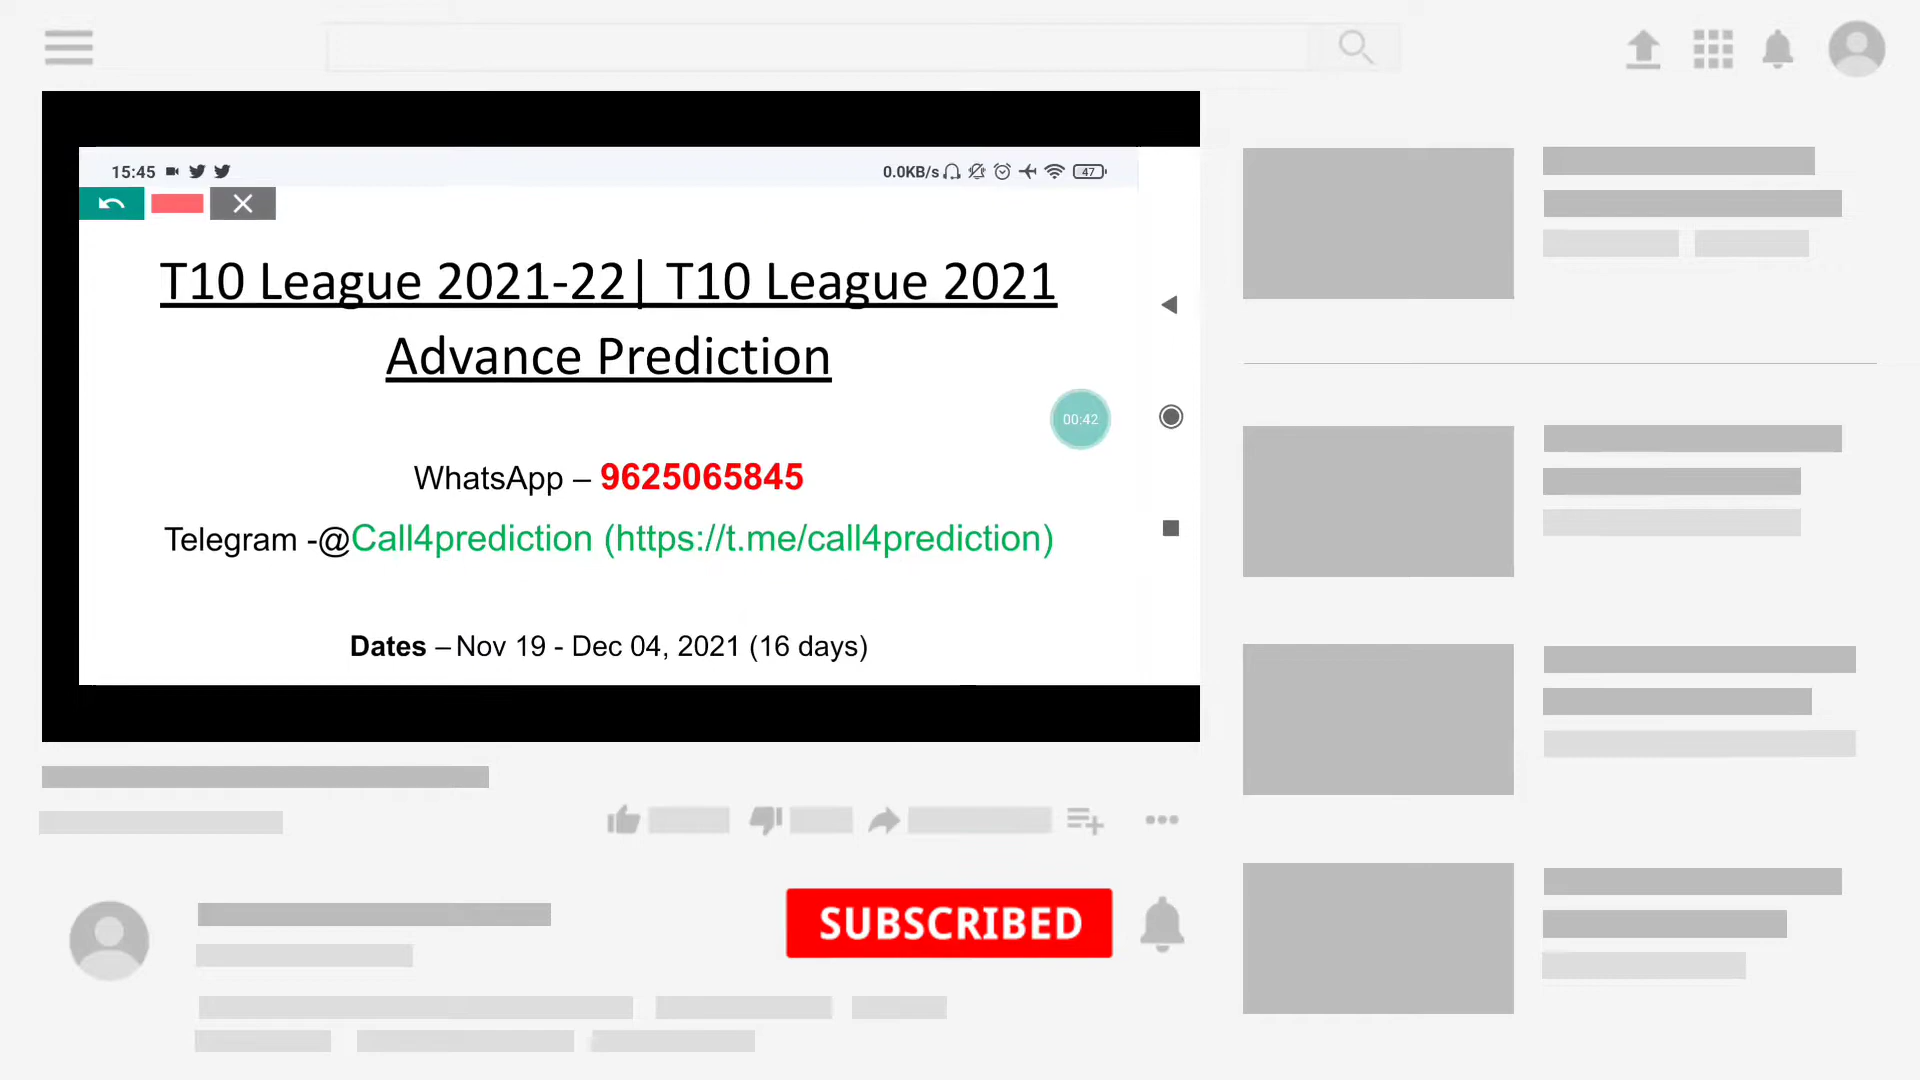 15:45
0.0KB/s
47
T10 League 2021-22| T10 League 2021
Advance Prediction
00:42
WhatsApp – 9625065845
Telegram -@Call4prediction (https://t.me/call4prediction)
Dates – Nov 19 - Dec 04, 2021 (16 days)
SUBSCRIBED